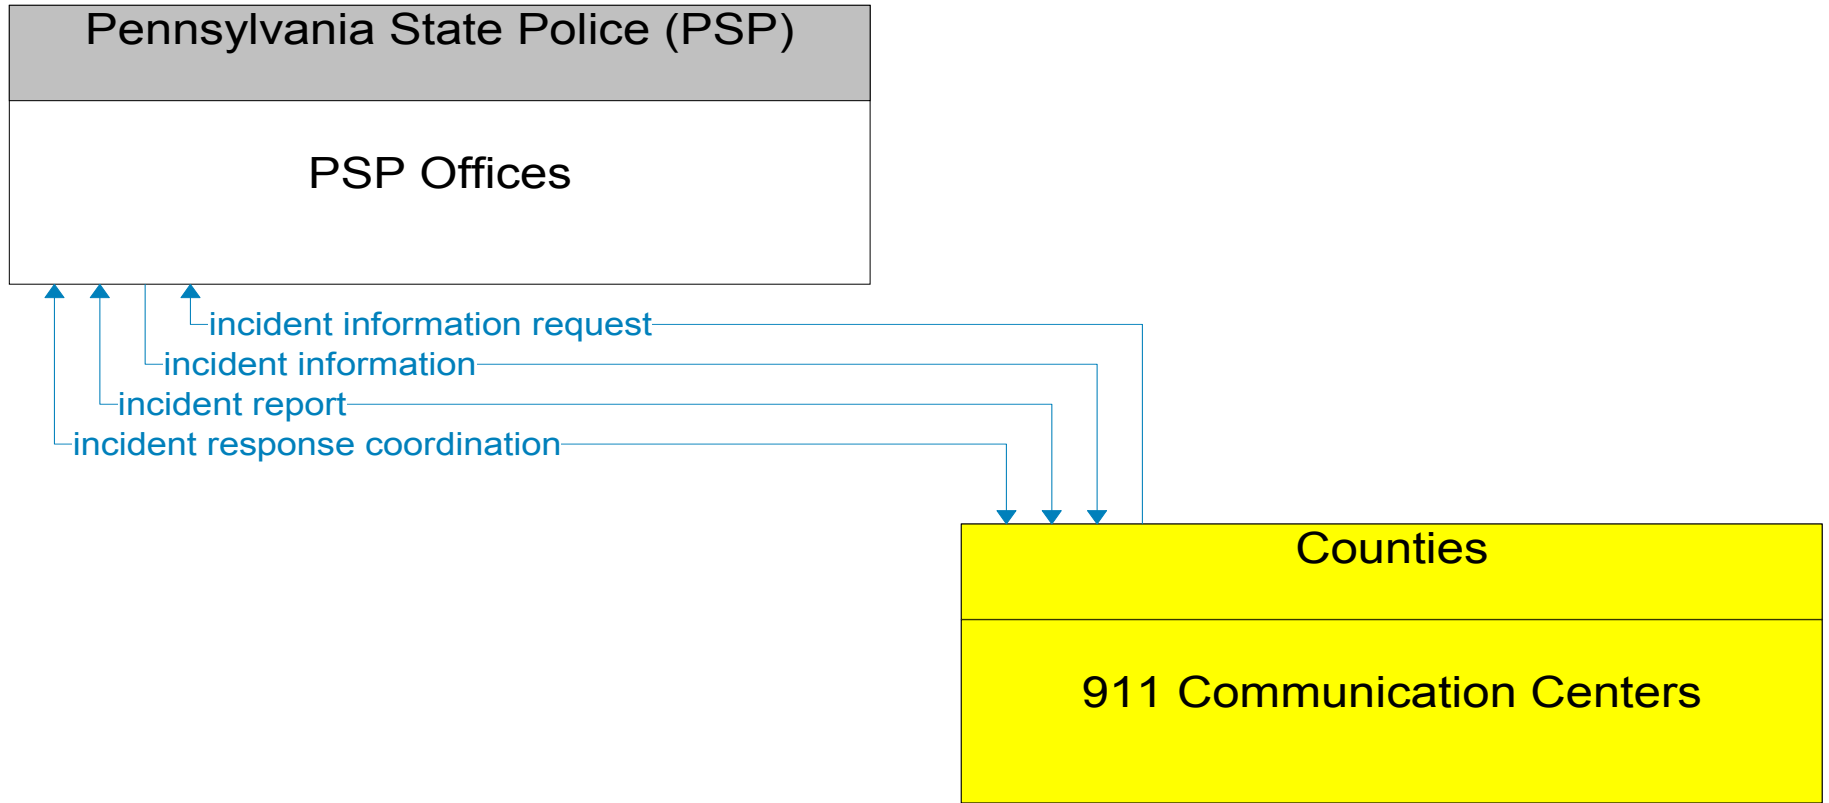 Pennsylvania State Police (PSP)
PSP Offices
incident information request
incident information
incident report
incident response coordination
Counties
911 Communication Centers